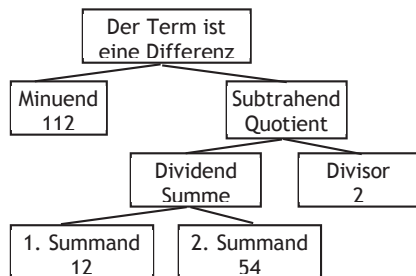 Der Term ist
eine Differenz
Minuend
112
Subtrahend
Quotient
Dividend
Summe
Divisor
2
1. Summand
12
2. Summand
54